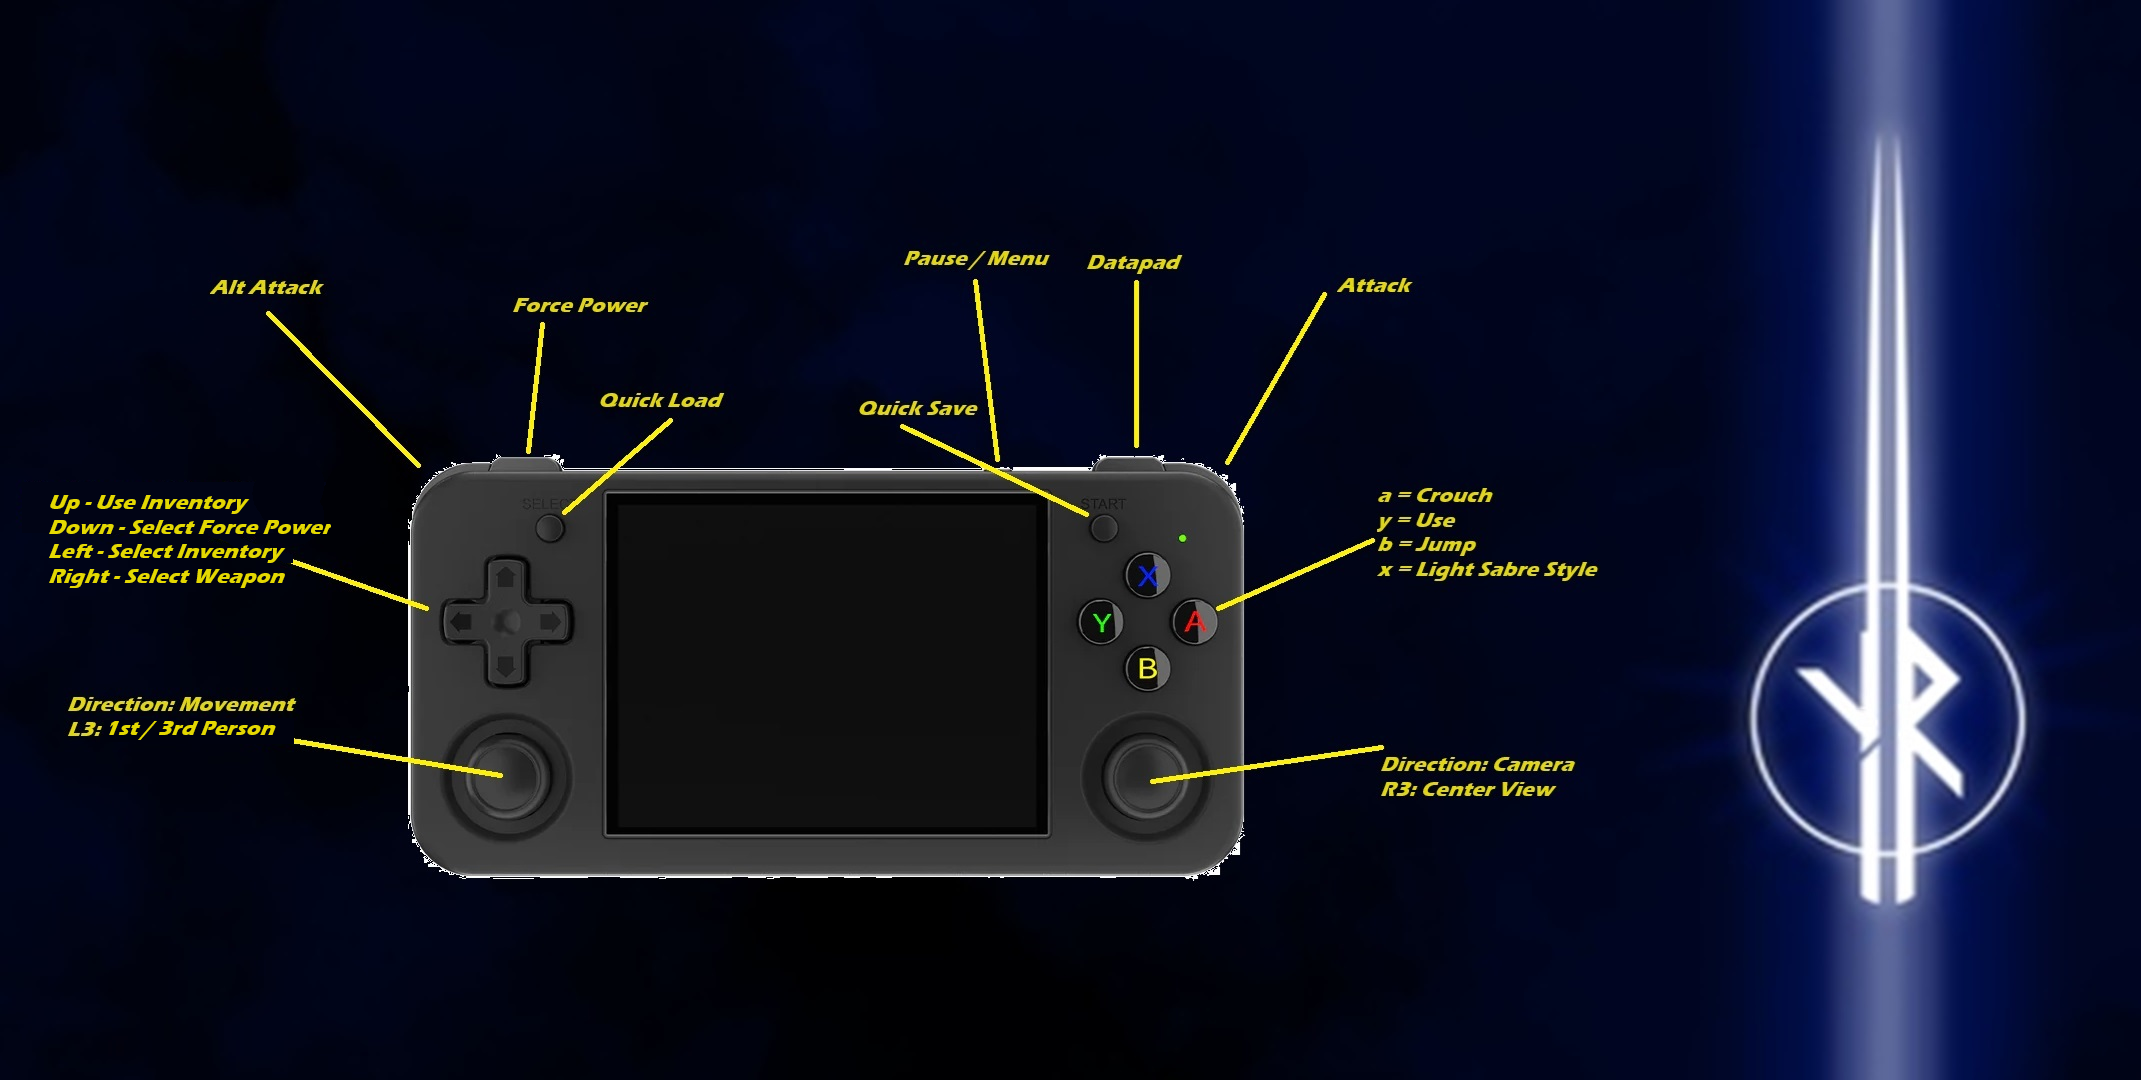 Pause / Menu
Datapad
Alt Attack
Attack
Force Power
Quick Load
Quick Save
SELECT
START
Up - Use Inventory
Down - Select Force Power
Left - Select Inventory
Right - Select Weapon
a = Crouch
y = Use
b = Jump
x = Light Sabre Style
X
Y
A
B
Direction: Movement
L3: 1st / 3rd Person
Direction: Camera
R3: Center View